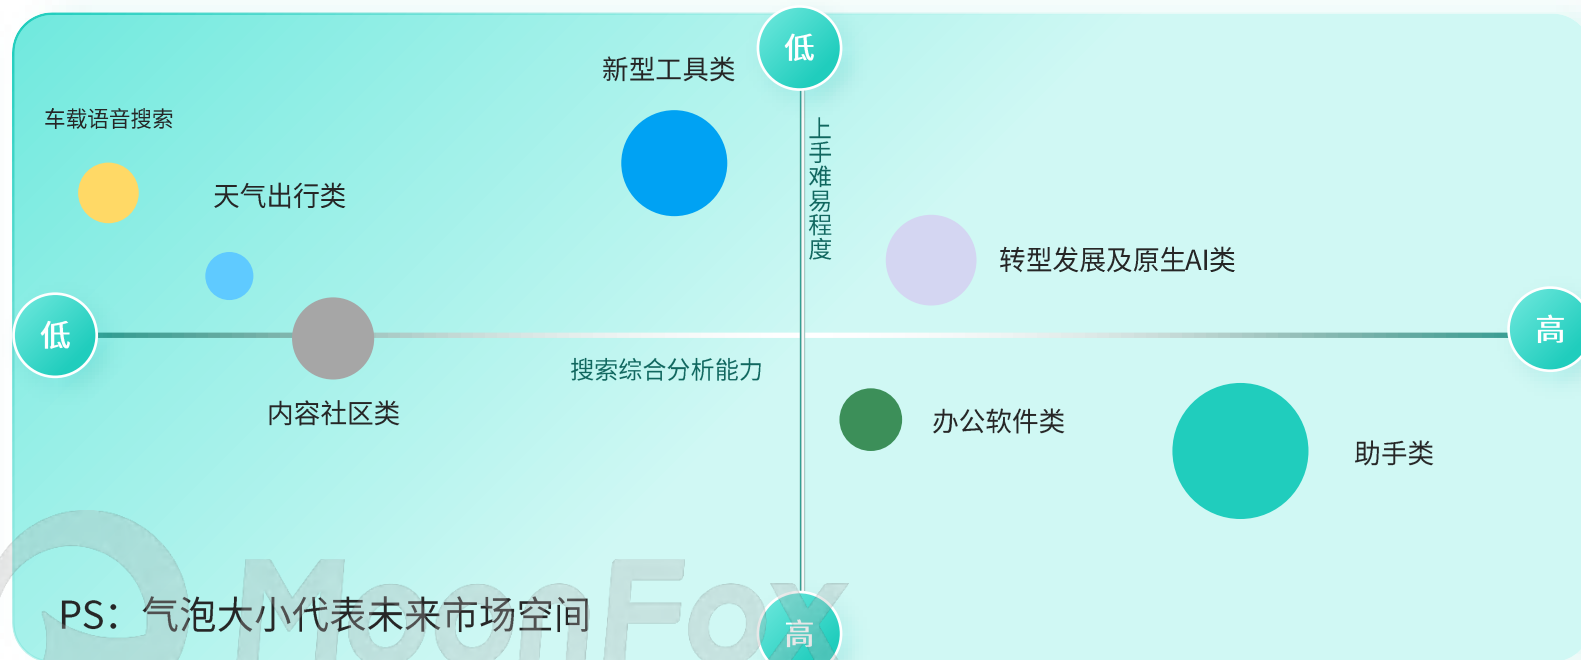 低
新型工具类
车载语音搜索
上手难易程度
天气出行类
转型发展及原生AI类
低
高
搜索综合分析能力
内容社区类
办公软件类
助手类
MoonFox
PS：气泡大小代表未来市场空间
高